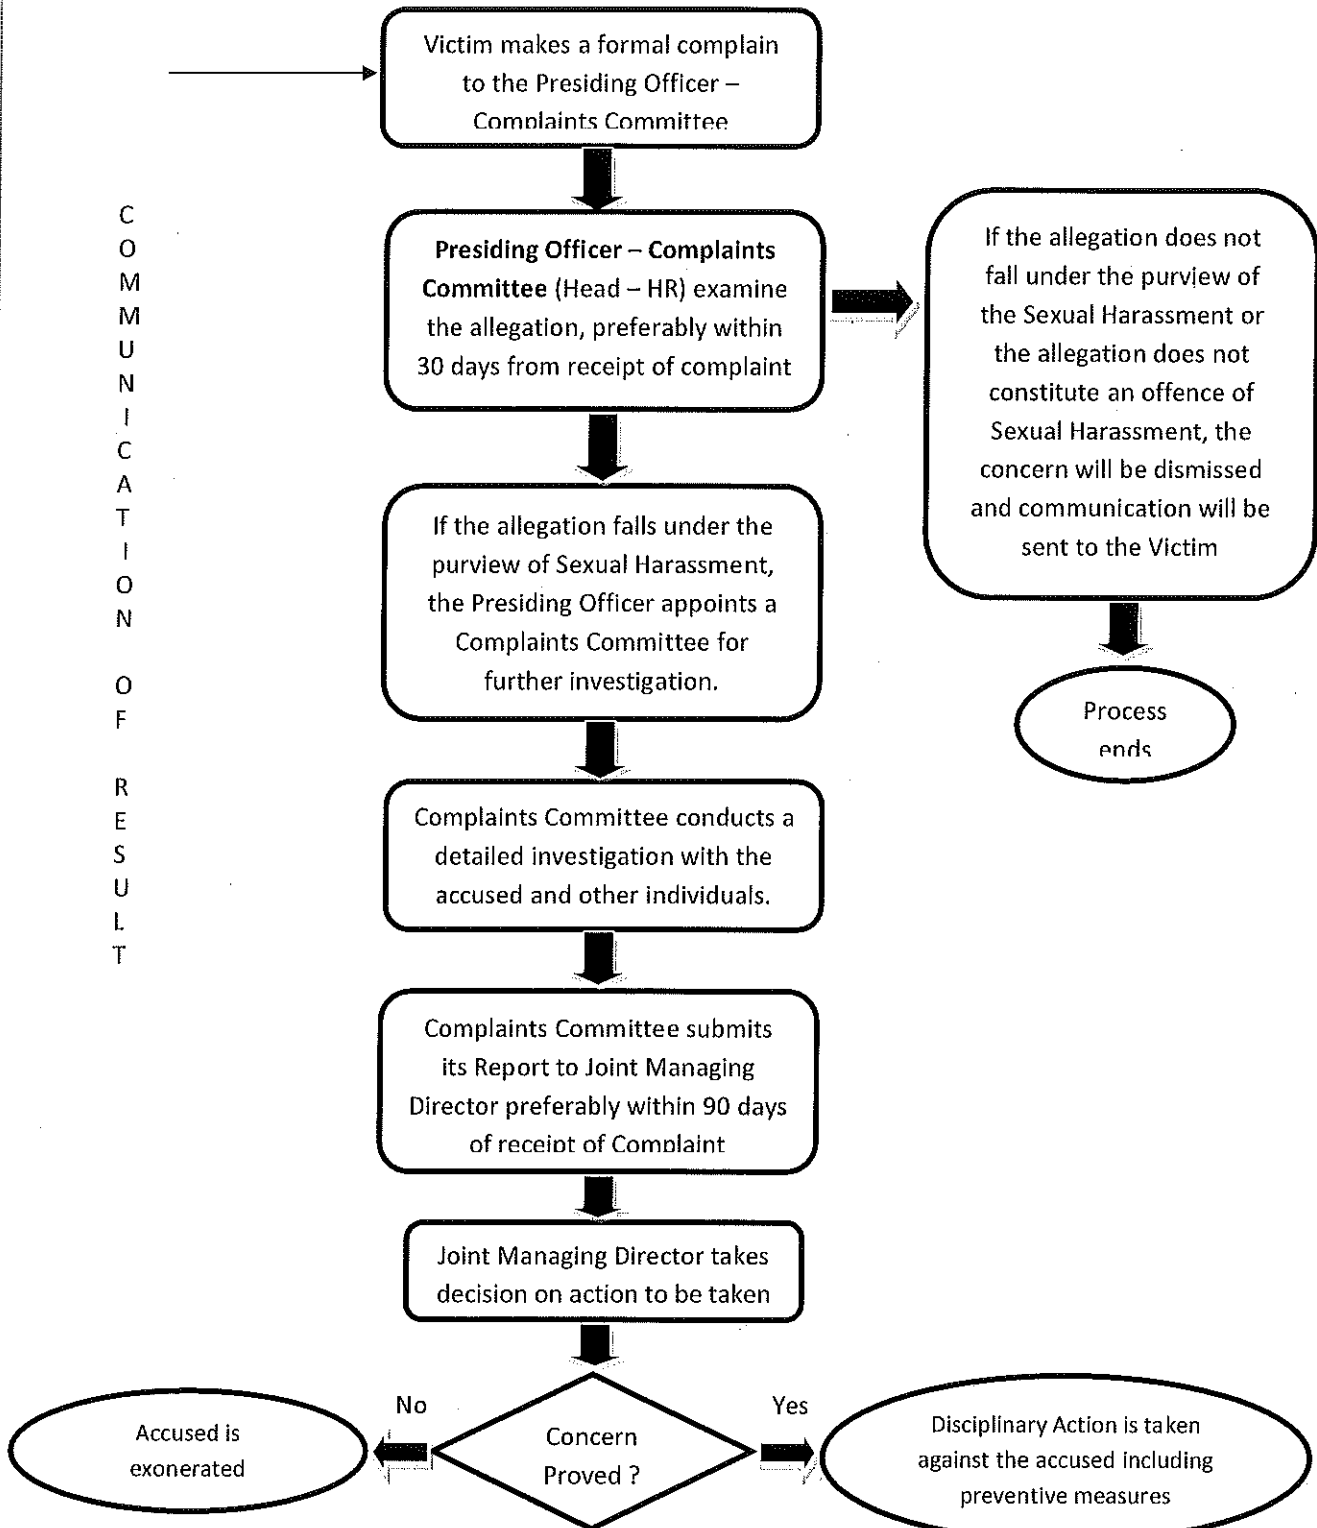 Victim makes a formal complain
to the Presiding Officer –
Complaints Committee
COMMUNICATION OF RESULT
Presiding Officer – Complaints
Committee (Head – HR) examine
the allegation, preferably within
30 days from receipt of complaint
If the allegation does not
fall under the purview of
the Sexual Harassment or
the allegation does not
constitute an offence of
Sexual Harassment, the
concern will be dismissed
and communication will be
sent to the Victim
Process
ends
If the allegation falls under the
purview of Sexual Harassment,
the Presiding Officer appoints a
Complaints Committee for
further investigation.
Complaints Committee conducts a
detailed investigation with the
accused and other individuals.
Complaints Committee submits
its Report to Joint Managing
Director preferably within 90 days
of receipt of Complaint
Joint Managing Director takes
decision on action to be taken
No
Yes
Accused is
exonerated
Concern
Proved ?
Disciplinary Action is taken
against the accused including
preventive measures